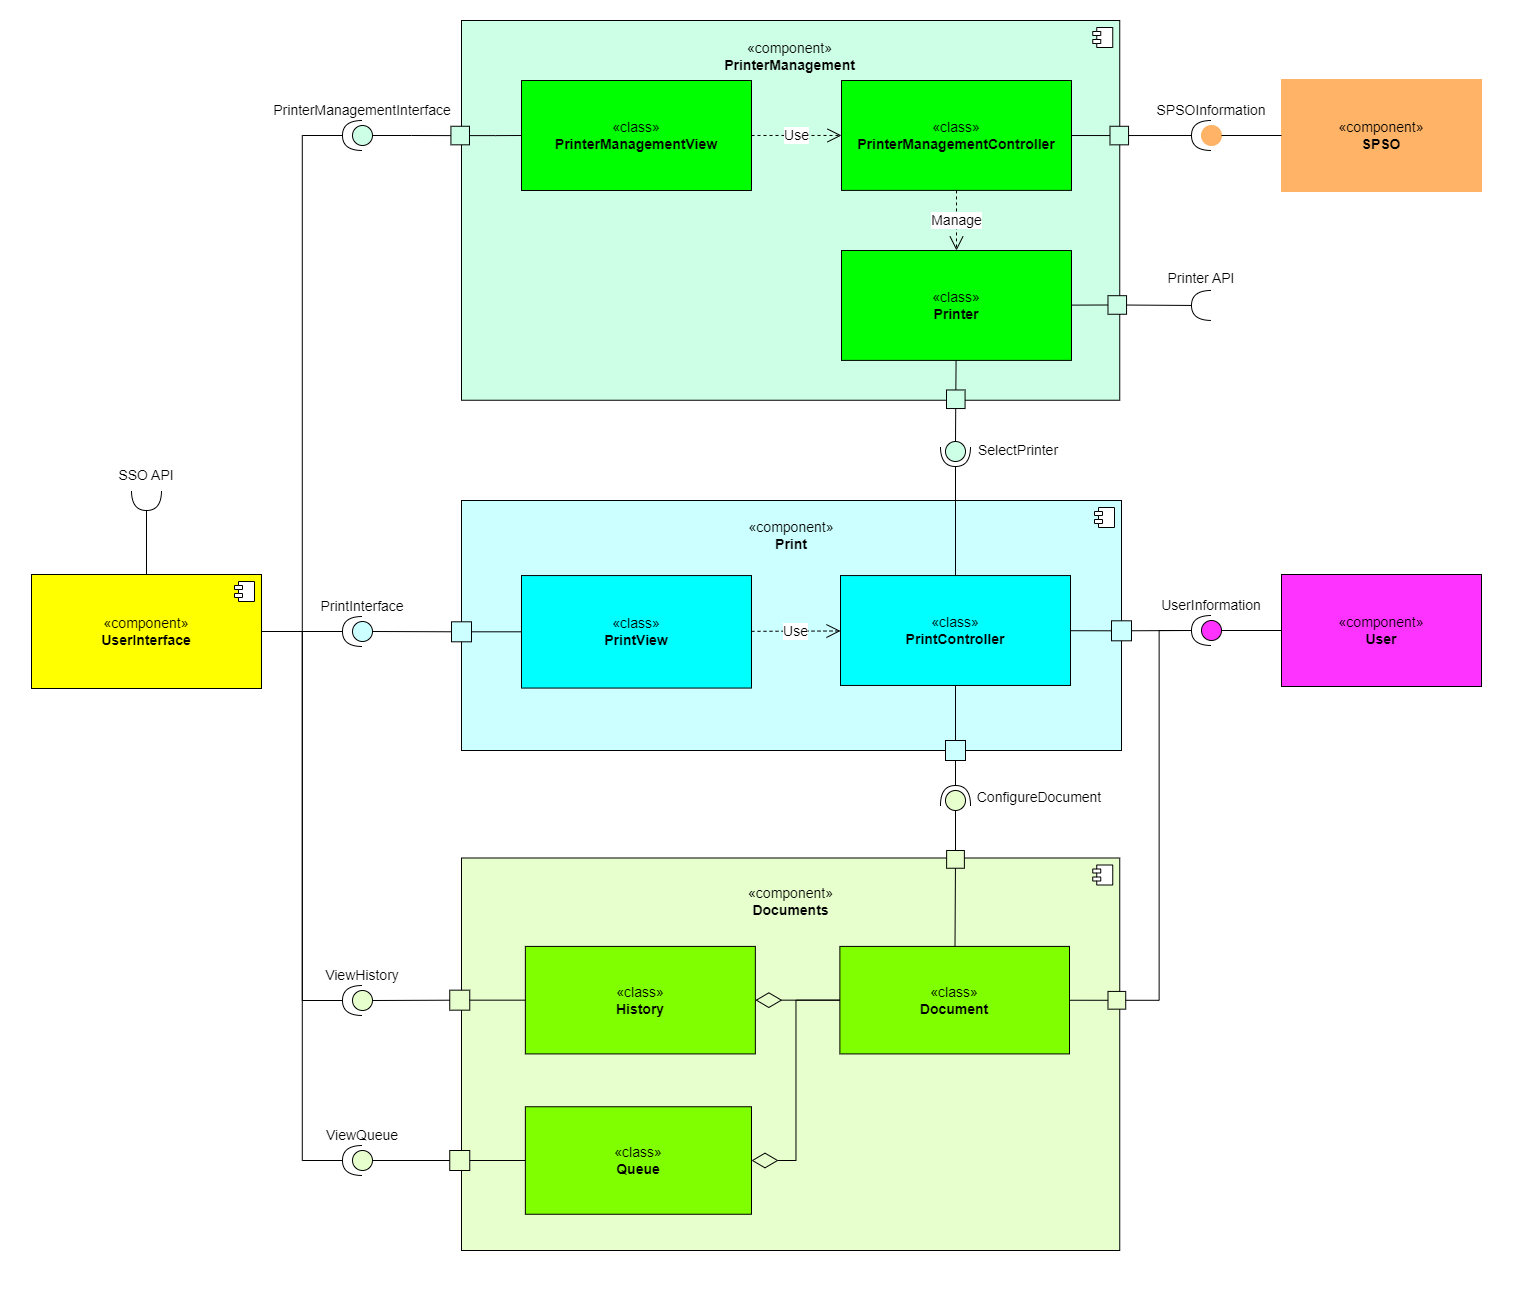 «component»
PrinterManagement
PrinterManagementInterface
SPSOInformation
«class»
PrinterManagementView
Use
«class»
PrinterManagementController
«component»
SPSO
Manage
Printer API
«class»
Printer
SelectPrinter
SSO API
«component»
Print
«component»
UserInterface
PrintInterface
«class»
PrintView
Use
«class»
PrintController
UserInformation
«component»
User
ConfigureDocument
«component»
Documents
ViewHistory
«class»
History
«class»
Document
ViewQueue
«class»
Queue